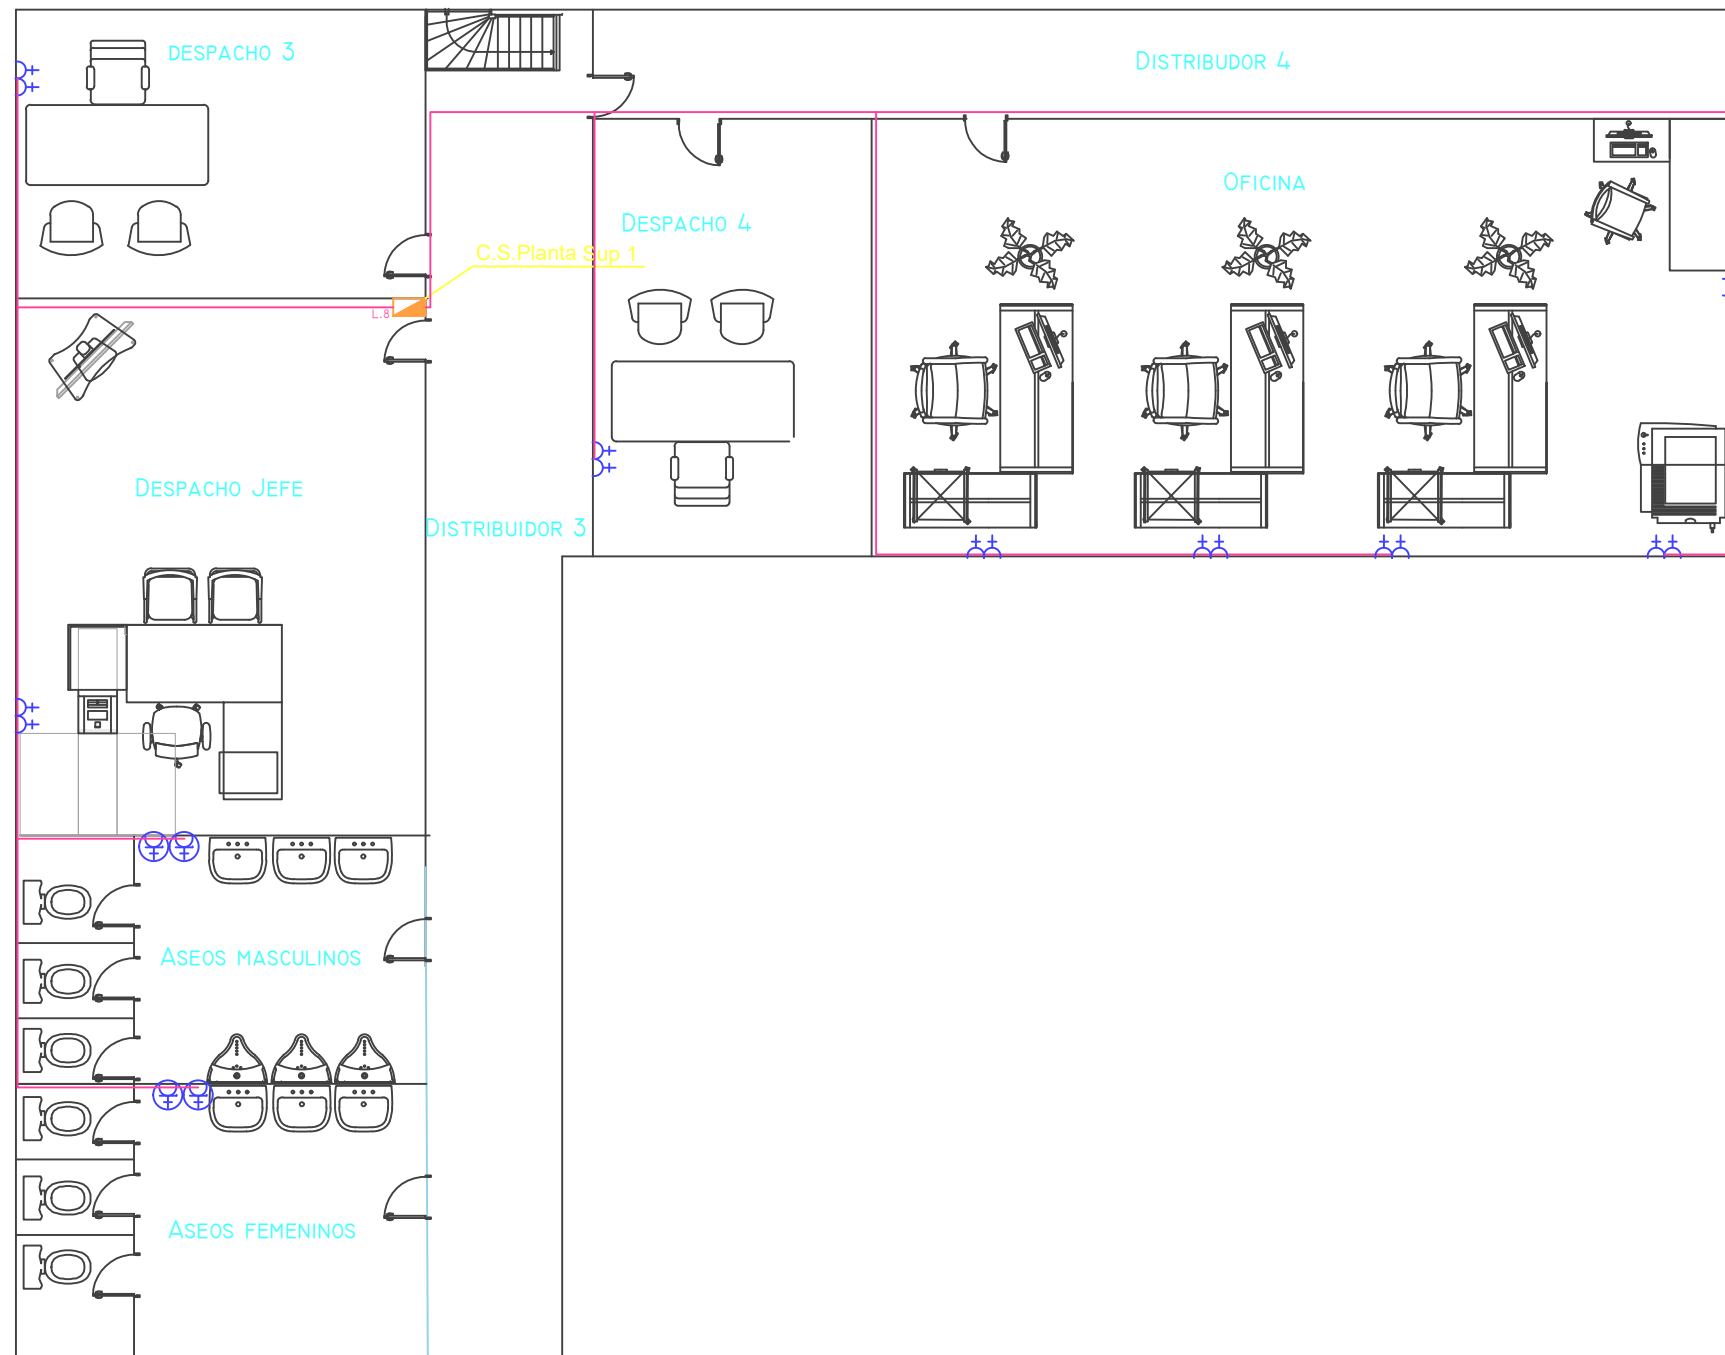 DESPACHO 3
DISTRIBUDOR 4
OFICINA
DESPACHO 4
C.S.Planta Sup 1
L.8
DESPACHO JEFE
DISTRIBUIDOR 3
ASEOS MASCULINOS
ASEOS FEMENINOS